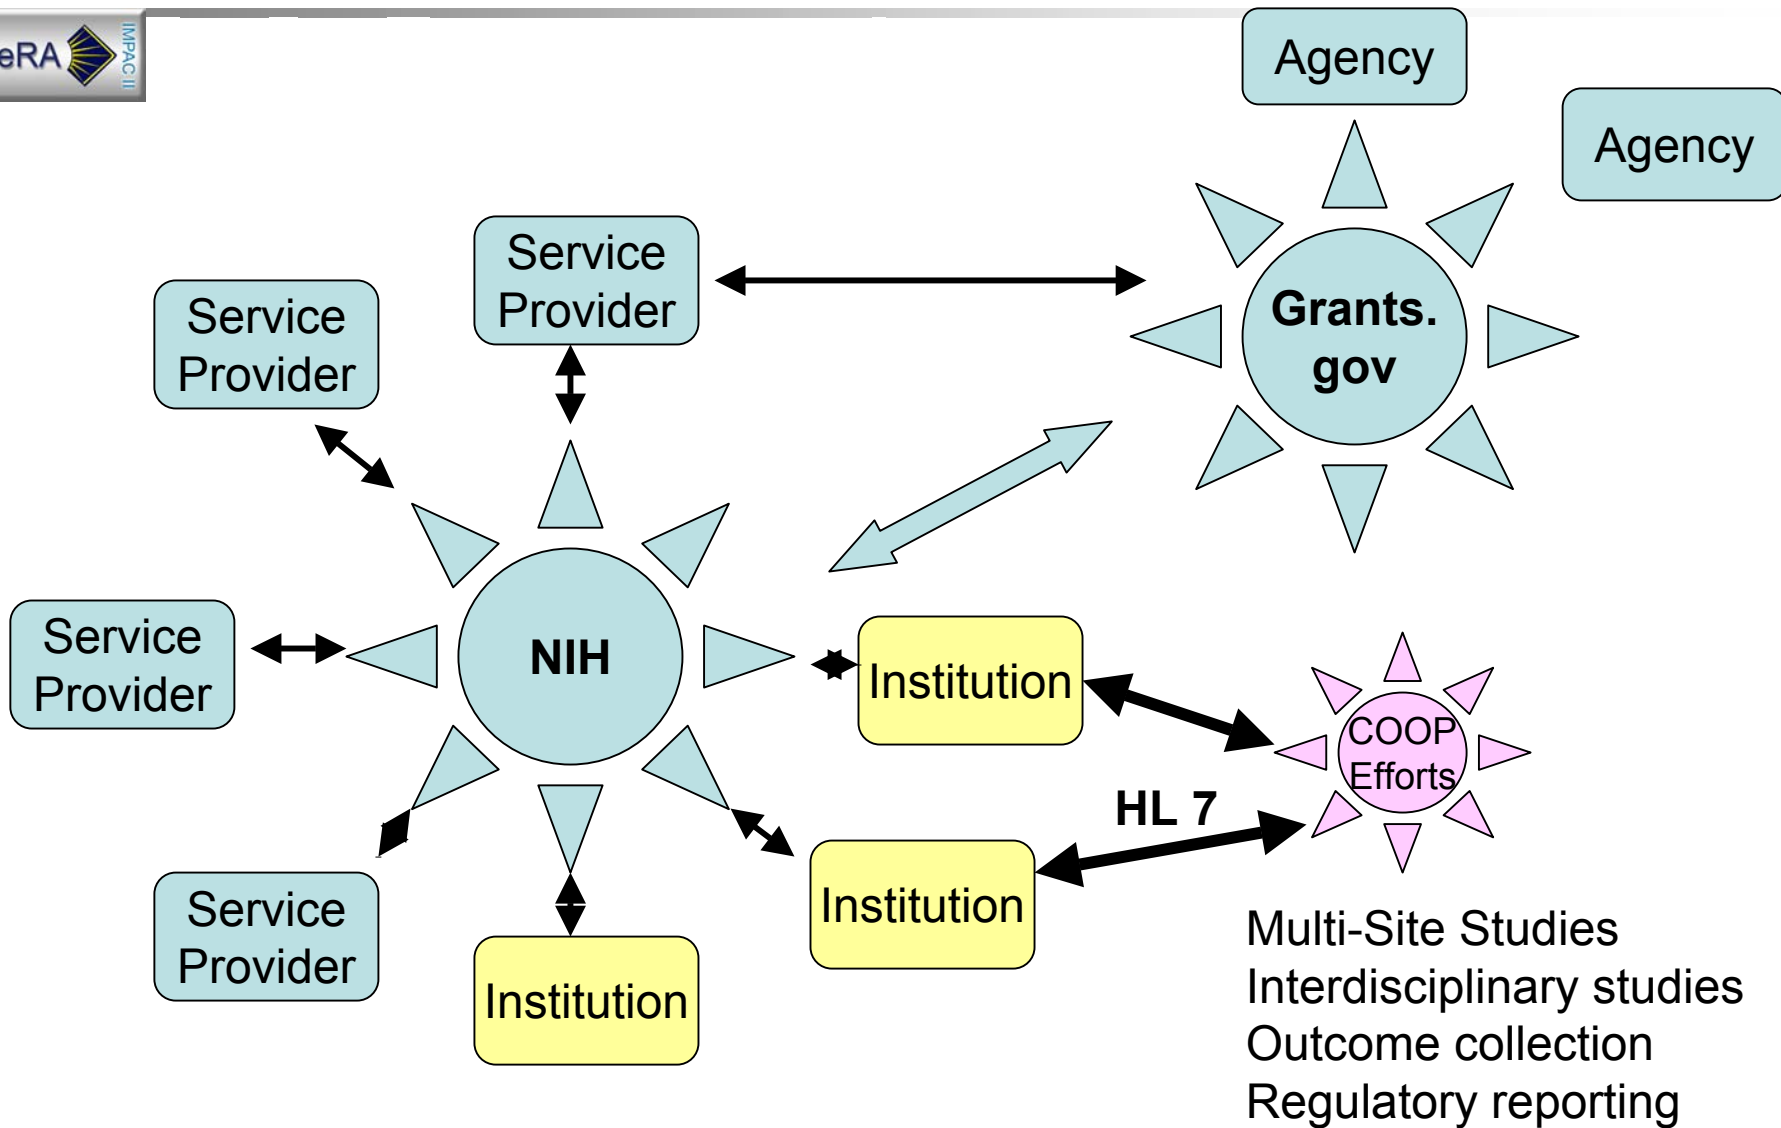 eRA
IMPAC II
Agency
Agency
Service
Provider
Service
Provider
Grants.
gov
Service
Provider
NIH
Institution
COOP
Efforts
HL 7
Service
Provider
Institution
Institution
Multi-Site Studies
Interdisciplinary studies
Outcome collection
Regulatory reporting